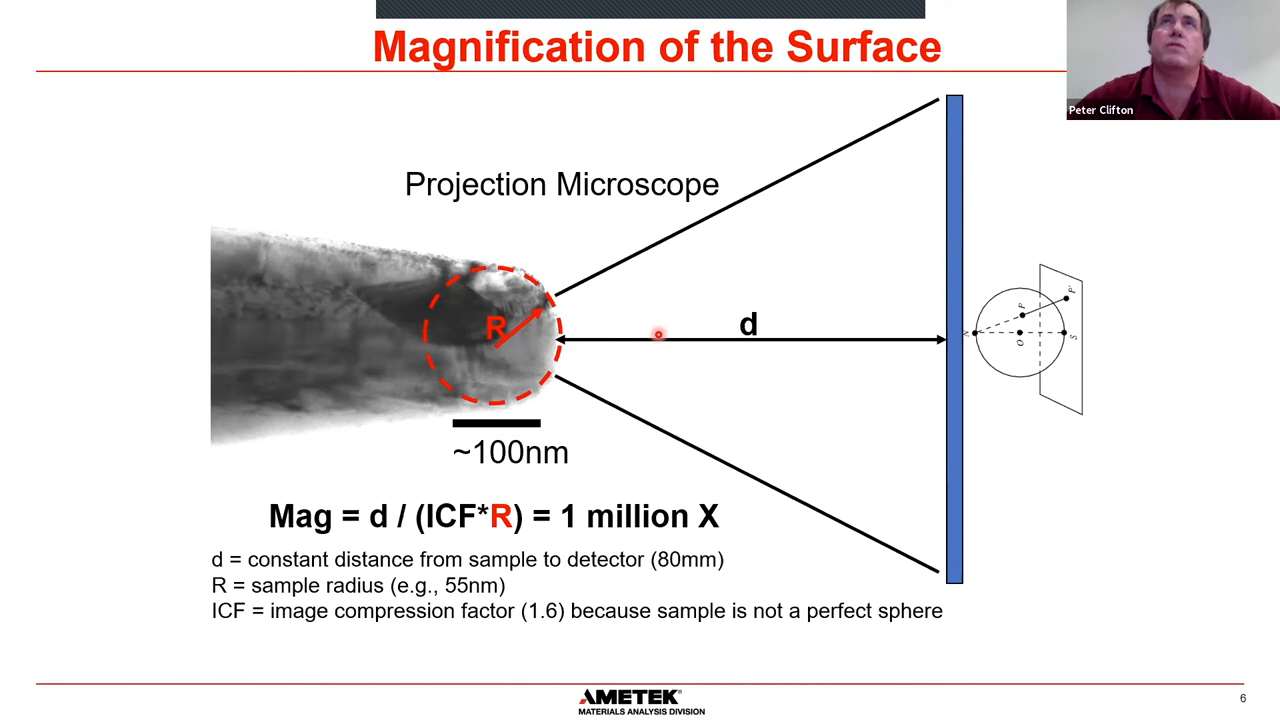 Magnification of the Surface
Peter Clifton
Projection Microscope
R
d
N
P
P'
O
S
~100nm
Mag = d / (ICF*R) = 1 million X
d = constant distance from sample to detector (80mm)
R = sample radius (e.g., 55nm)
ICF = image compression factor (1.6) because sample is not a perfect sphere
AMETEK®
MATERIALS ANALYSIS DIVISION
6